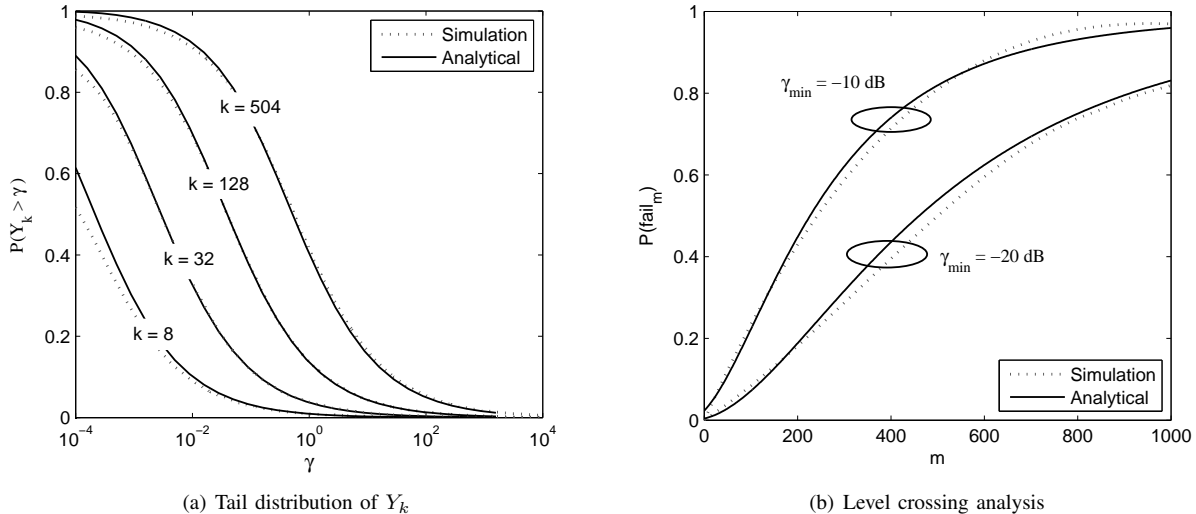 1
0.8
0.6
0.4
0.2
0
P(Y_k > γ)
Simulation
Analytical
k = 504
k = 128
k = 32
k = 8
10^−4
10^−2
10^0
10^2
10^4
γ
(a) Tail distribution of Y_k
1
0.8
0.6
0.4
0.2
0
P(fail_m)
γ_min = −10 dB
γ_min = −20 dB
Simulation
Analytical
0
200
400
600
800
1000
m
(b) Level crossing analysis